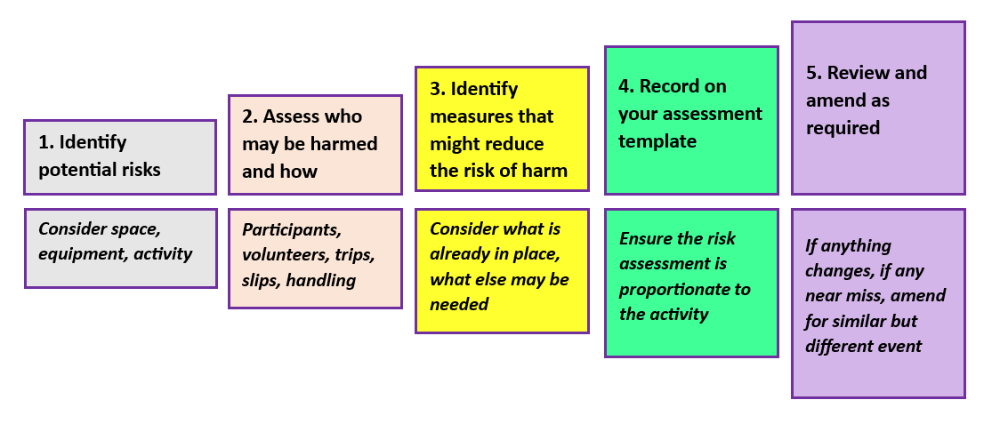 1. Identify
potential risks
Consider space,
equipment, activity
2. Assess who
may be harmed
and how
Participants,
volunteers, trips,
slips, handling
3. Identify
measures that
might reduce
the risk of harm
Consider what is
already in place,
what else may be
needed
4. Record on
your assessment
template
Ensure the risk
assessment is
proportionate to
the activity
5. Review and
amend as
required
If anything
changes, if any
near miss, amend
for similar but
different event